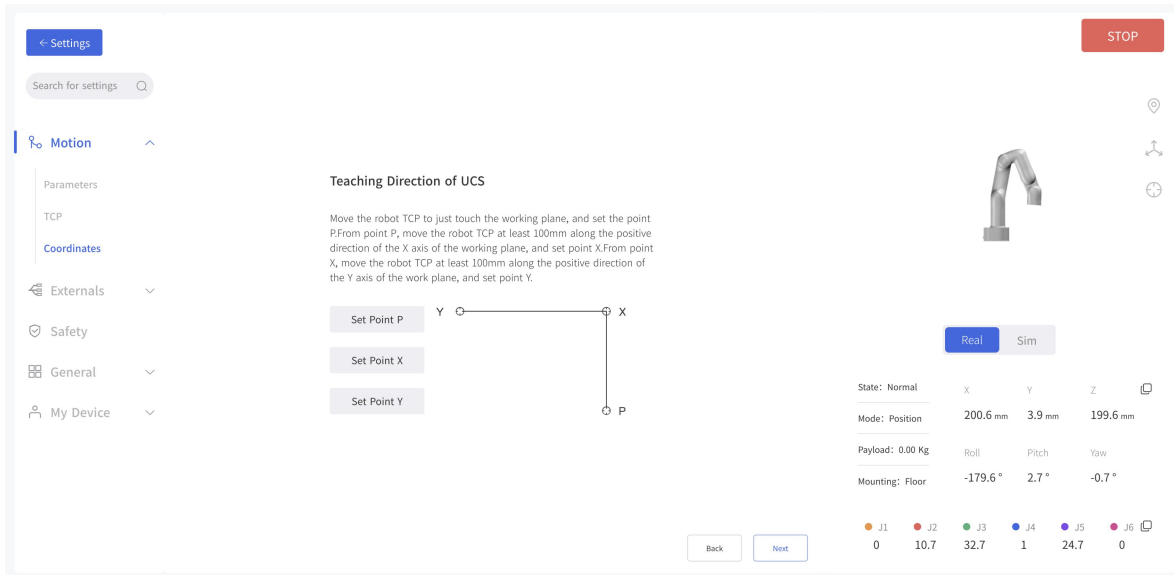 ← Settings
STOP
Search for settings
Motion
Parameters
TCP
Coordinates
Externals
Safety
General
My Device
Teaching Direction of UCS
Move the robot TCP to just touch the working plane, and set the point
P.From point P, move the robot TCP at least 100mm along the positive
direction of the X axis of the working plane, and set point X.From point
X, move the robot TCP at least 100mm along the positive direction of
the Y axis of the work plane, and set point Y.
Set Point P
Set Point X
Set Point Y
Y X
P
Back Next
Real Sim
State: Normal
Mode: Position
Payload: 0.00 Kg
Mounting: Floor
X Y Z
200.6 mm 3.9 mm 199.6 mm
Roll Pitch Yaw
-179.6 ° 2.7 ° -0.7 °
J1 J2 J3 J4 J5 J6
0 10.7 32.7 1 24.7 0